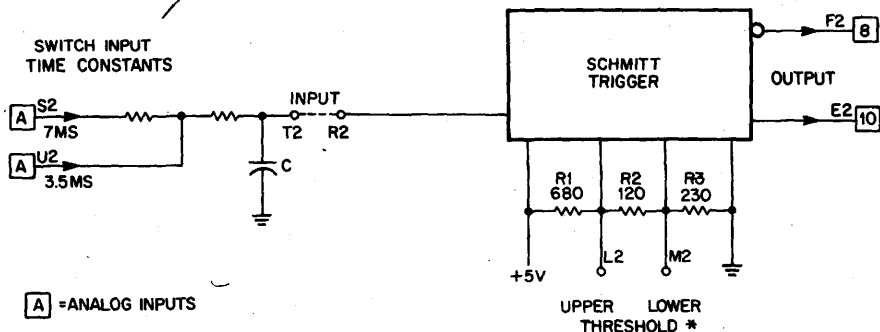 SWITCH INPUT
TIME CONSTANTS
A S2
7MS
A U2
3.5MS
INPUT
T2 R2
C
SCHMITT
TRIGGER
OUTPUT
F2 8
E2 10
R1 R2 R3
680 120 230
+5V
L2 M2
UPPER LOWER
THRESHOLD *
A =ANALOG INPUTS